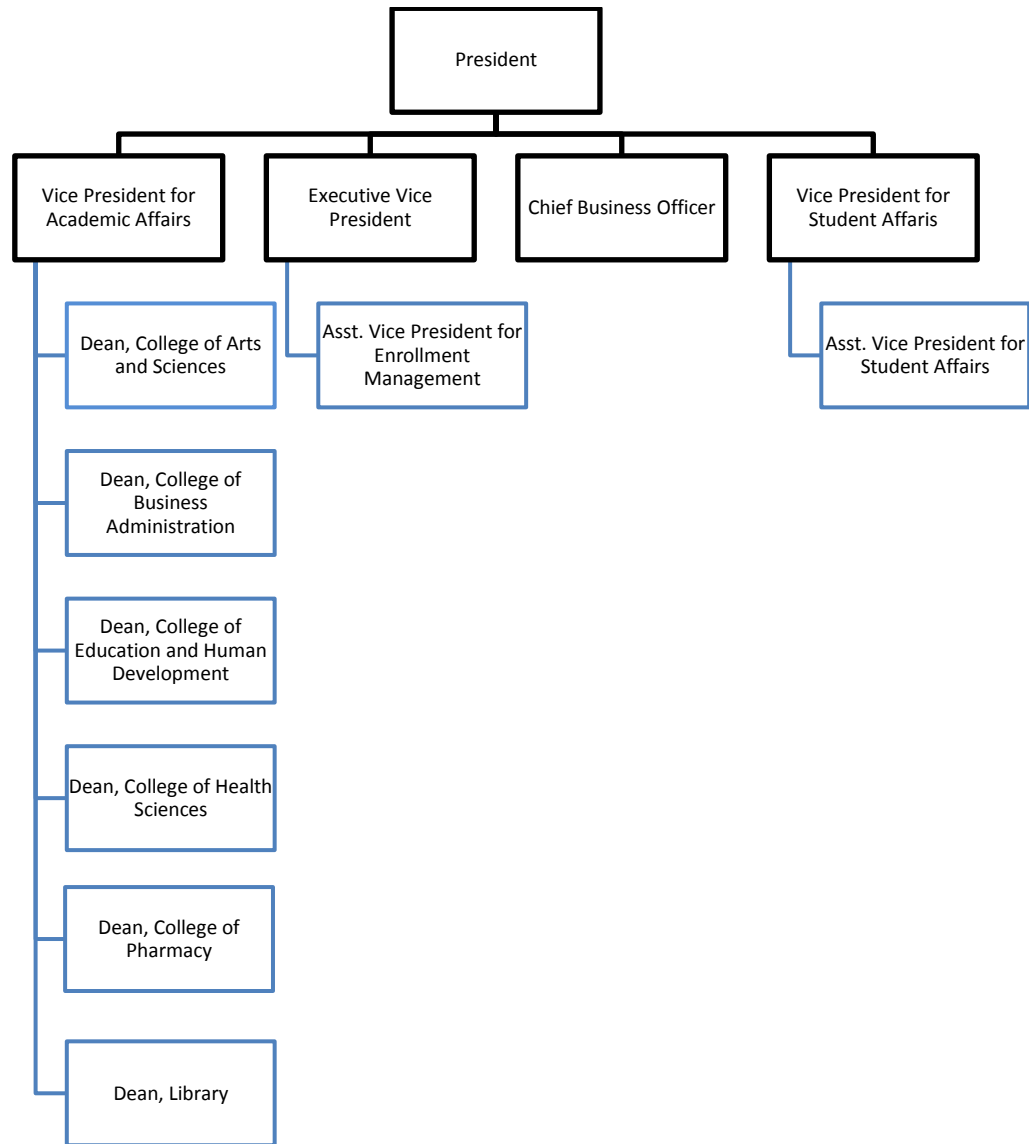 President
Vice President for
Academic Affairs
Executive Vice
President
Chief Business Officer
Vice President for
Student Affaris
Dean, College of Arts
and Sciences
Asst. Vice President for
Enrollment
Management
Asst. Vice President for
Student Affairs
Dean, College of
Business
Administration
Dean, College of
Education and Human
Development
Dean, College of Health
Sciences
Dean, College of
Pharmacy
Dean, Library